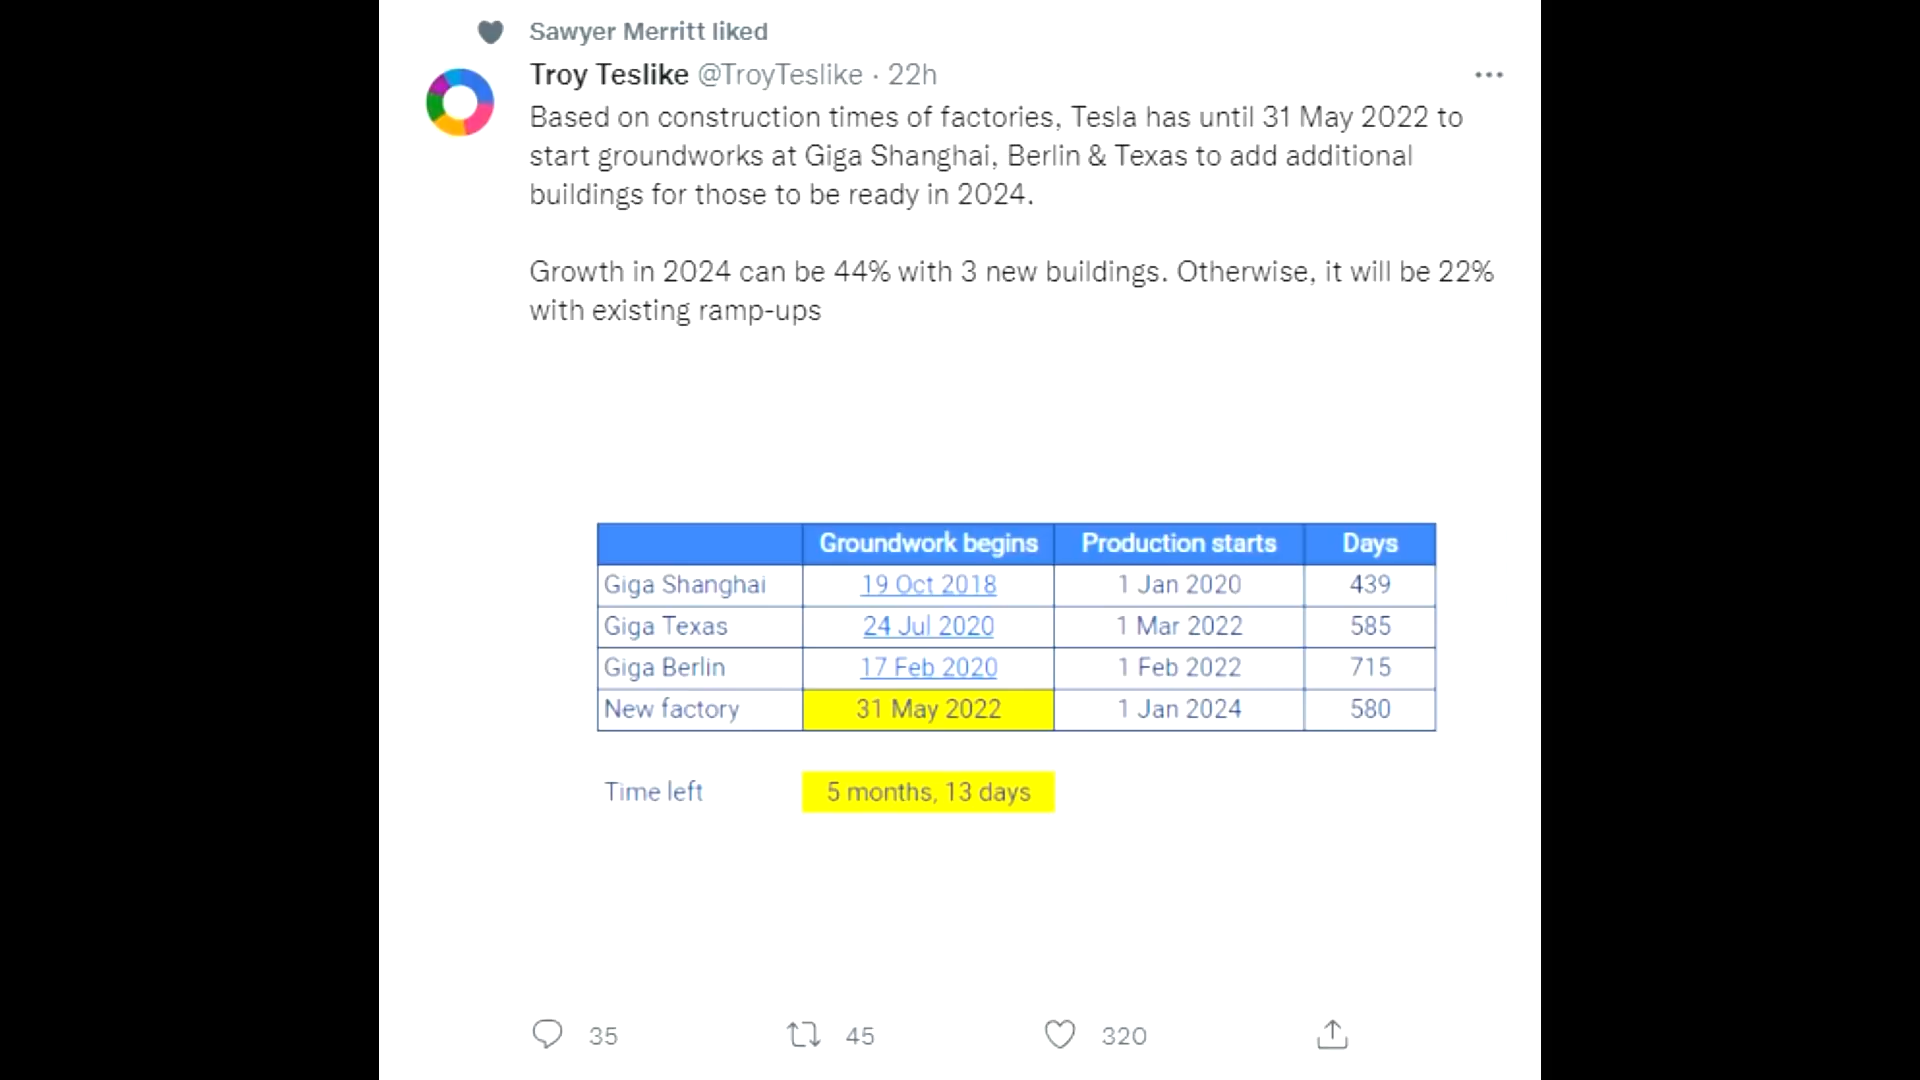 Sawyer Merritt liked
Troy Teslike @TroyTeslike · 22h
Based on construction times of factories, Tesla has until 31 May 2022 to
start groundworks at Giga Shanghai, Berlin & Texas to add additional
buildings for those to be ready in 2024.
Growth in 2024 can be 44% with 3 new buildings. Otherwise, it will be 22%
with existing ramp-ups
Groundwork begins Production starts Days
Giga Shanghai 19 Oct 2018 1 Jan 2020 439
Giga Texas 24 Jul 2020 1 Mar 2022 585
Giga Berlin 17 Feb 2020 1 Feb 2022 715
New factory 31 May 2022 1 Jan 2024 580
Time left 5 months, 13 days
35 45 320